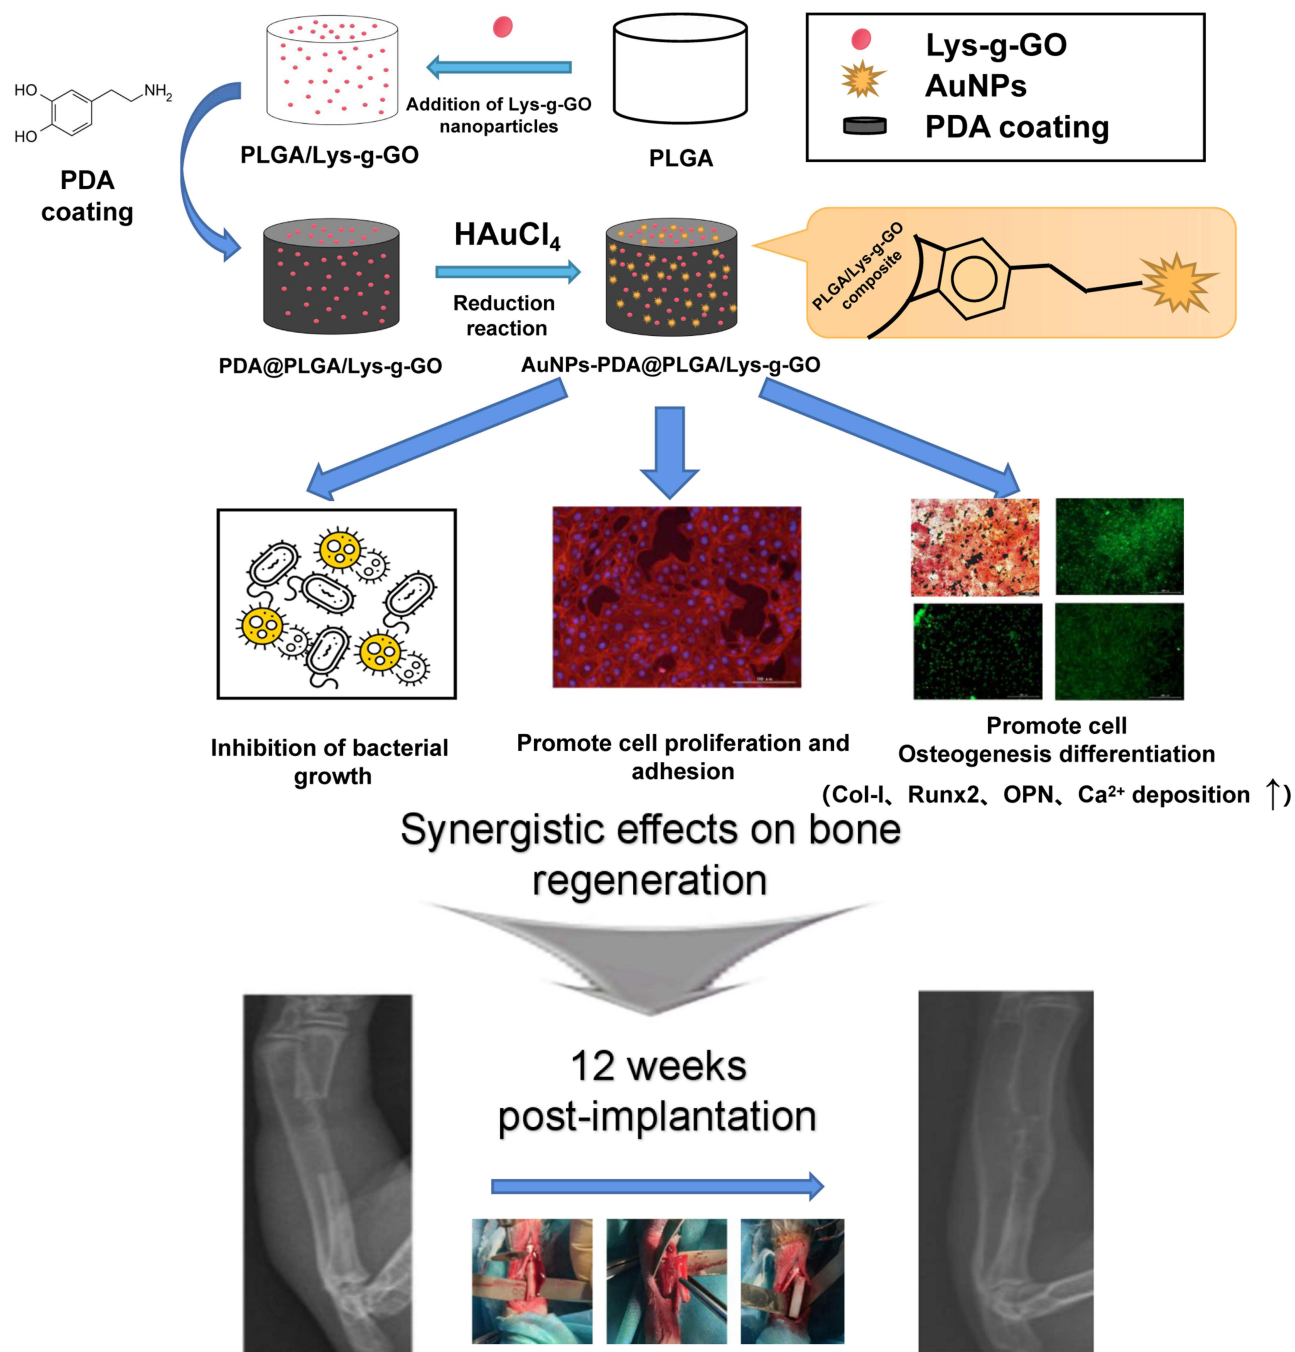 Lys-g-GO
AuNPs
PDA coating
HO
HO
NH₂
PDA
coating
PLGA/Lys-g-GO
Addition of Lys-g-GO
nanoparticles
PLGA
PDA@PLGA/Lys-g-GO
HAuCl₄
Reduction
reaction
AuNPs-PDA@PLGA/Lys-g-GO
PLGA/Lys-g-GO
composite
Inhibition of bacterial
growth
Promote cell proliferation and
adhesion
Promote cell
Osteogenesis differentiation
(Col-I、Runx2、OPN、Ca²⁺ deposition ↑)
Synergistic effects on bone
regeneration
12 weeks
post-implantation